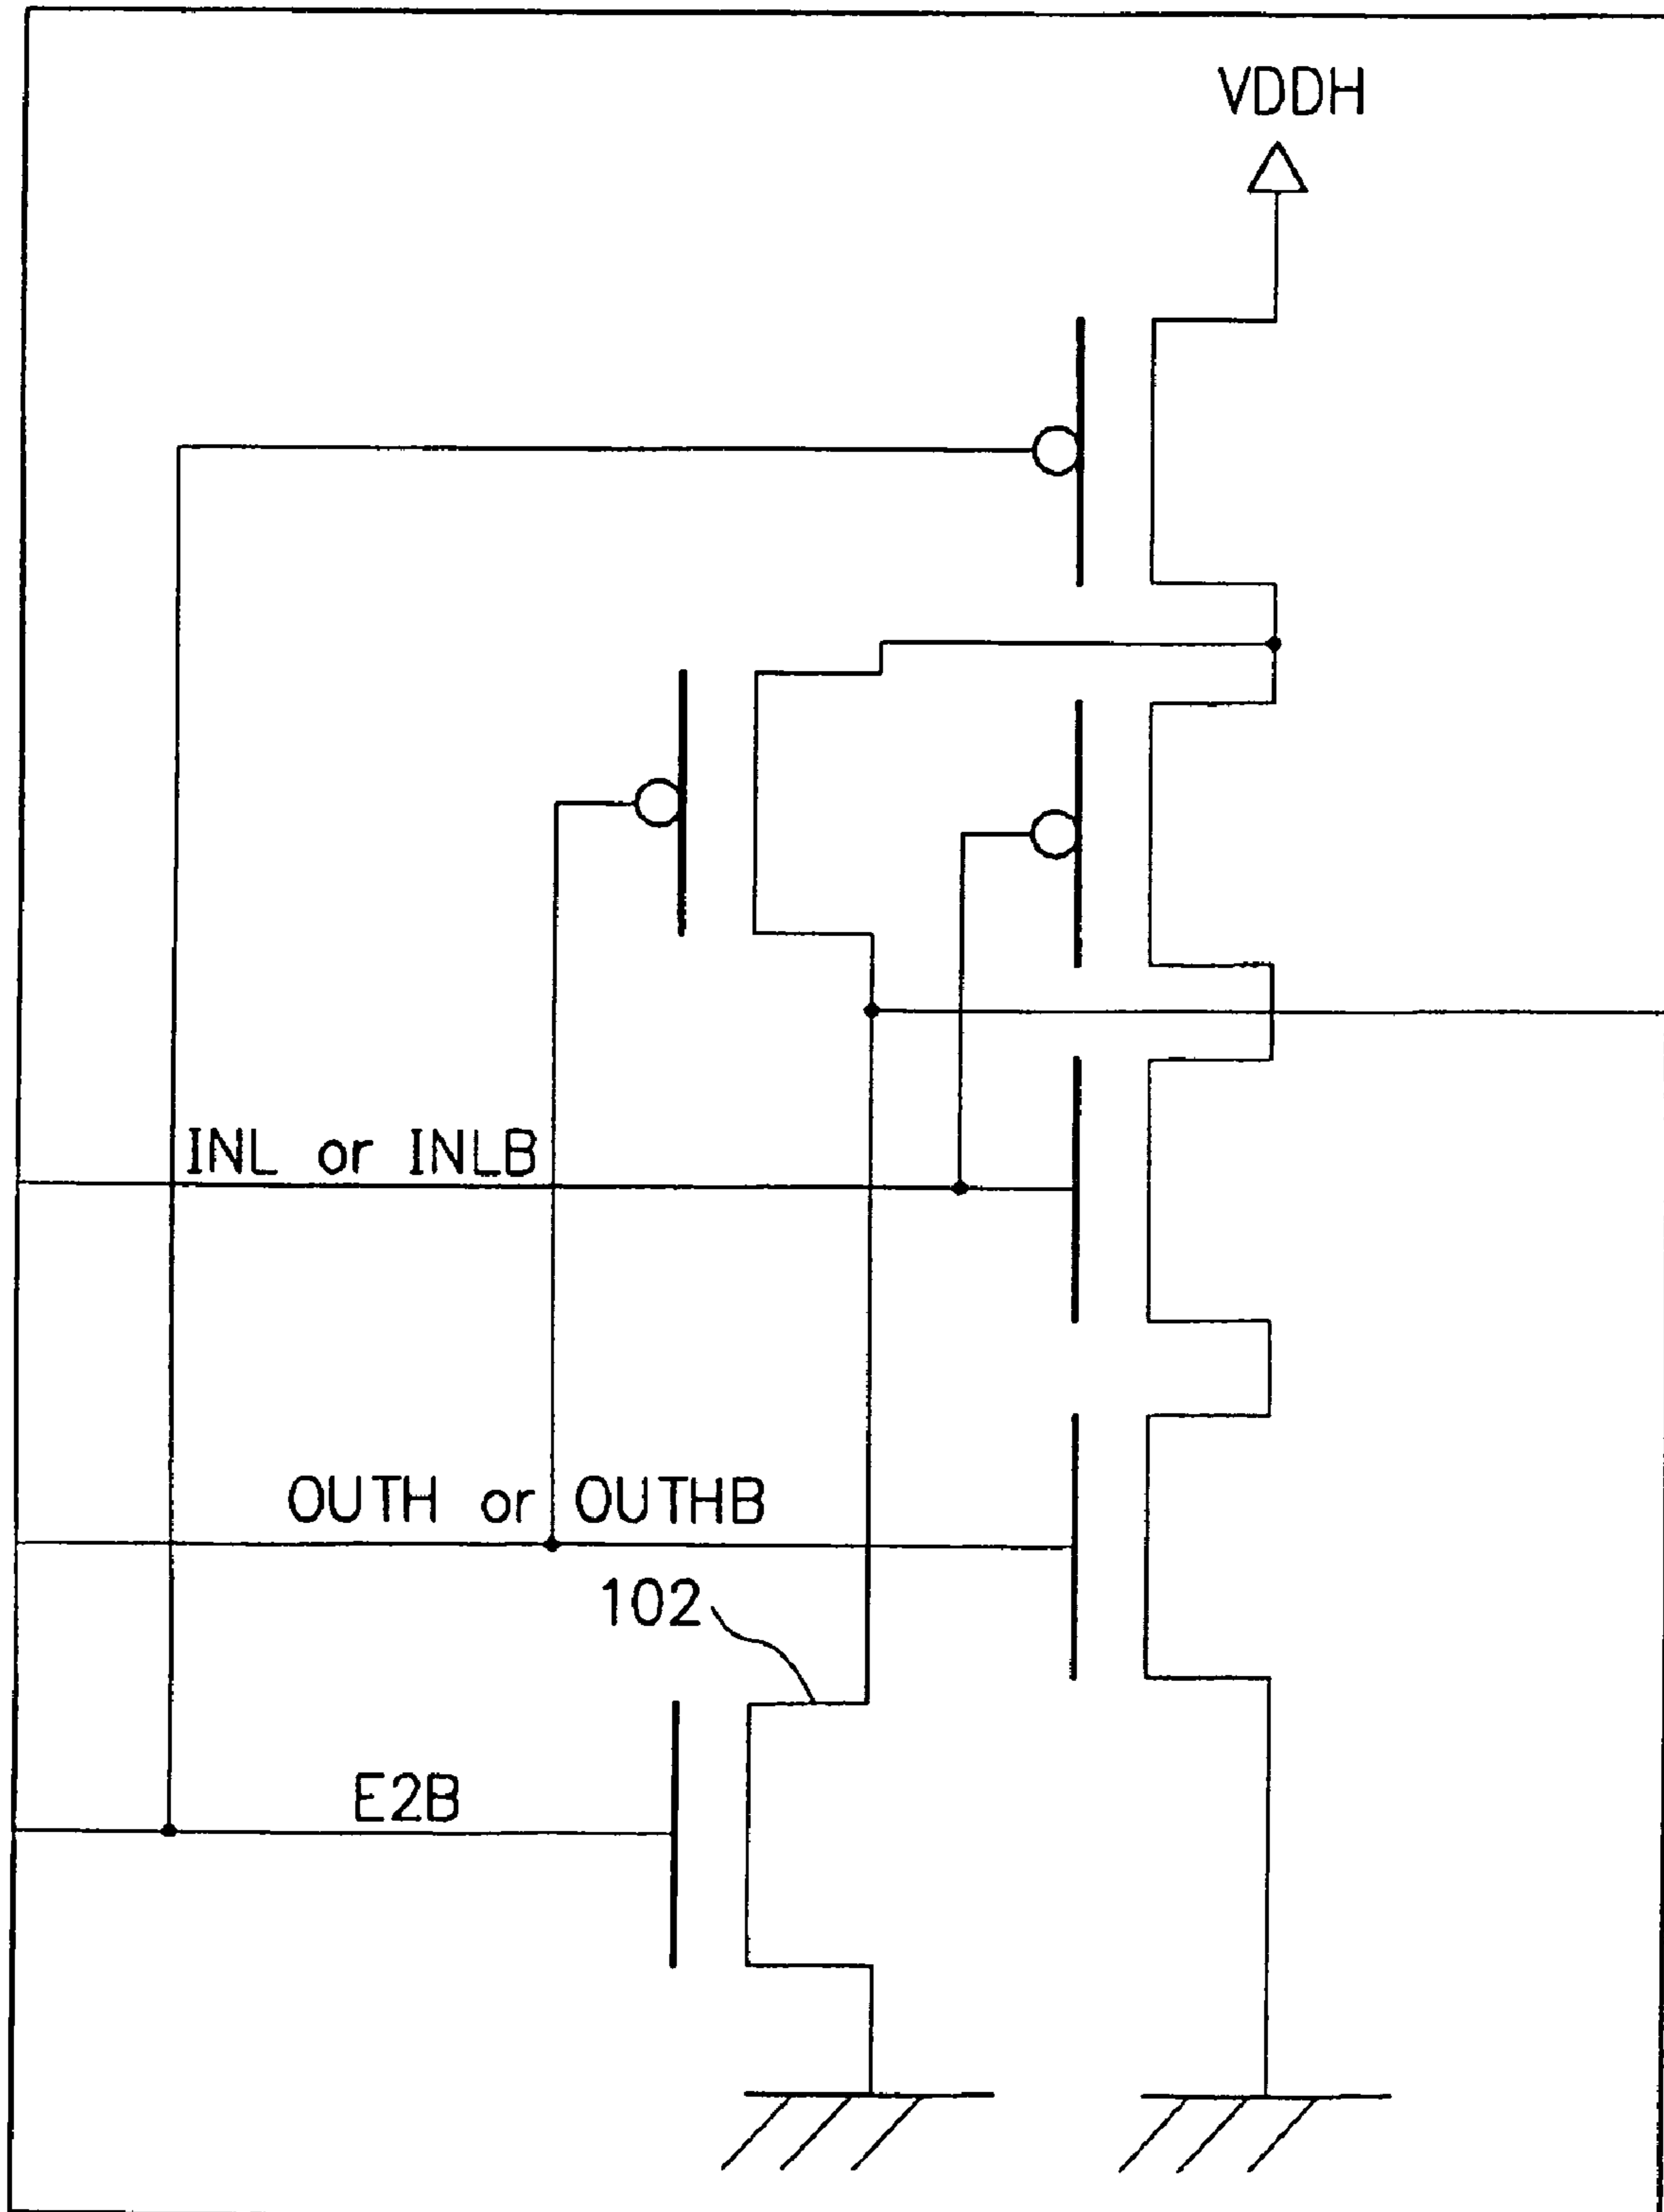 VDDH
INL or INLB
OUTH or OUTHB
102
E2B